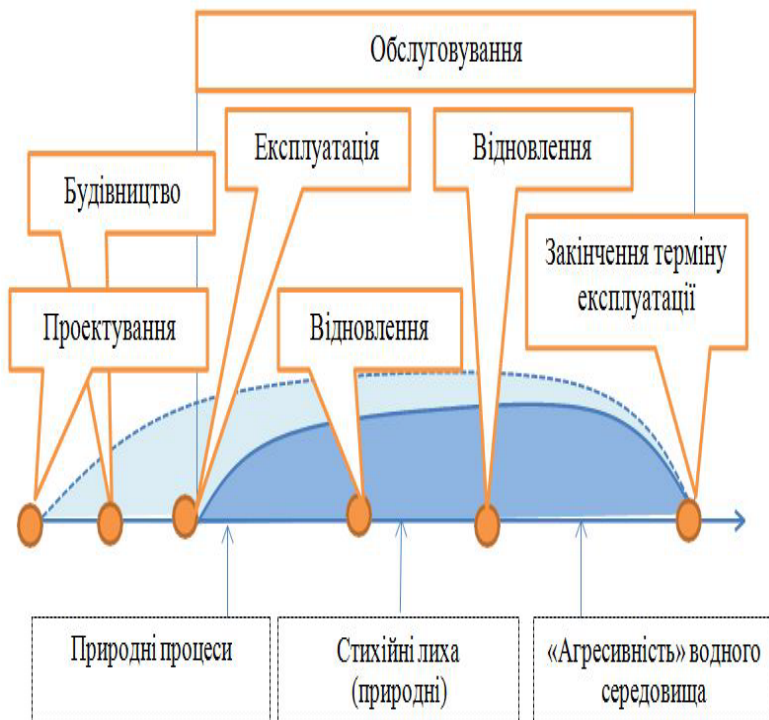 Обслуговування
Експлуатація
Відновлення
Будівництво
Закінчення терміну
експлуатації
Проектування
Відновлення
Природні процеси
Стихійні лиха
(природні)
«Агресивність» водного
середовища